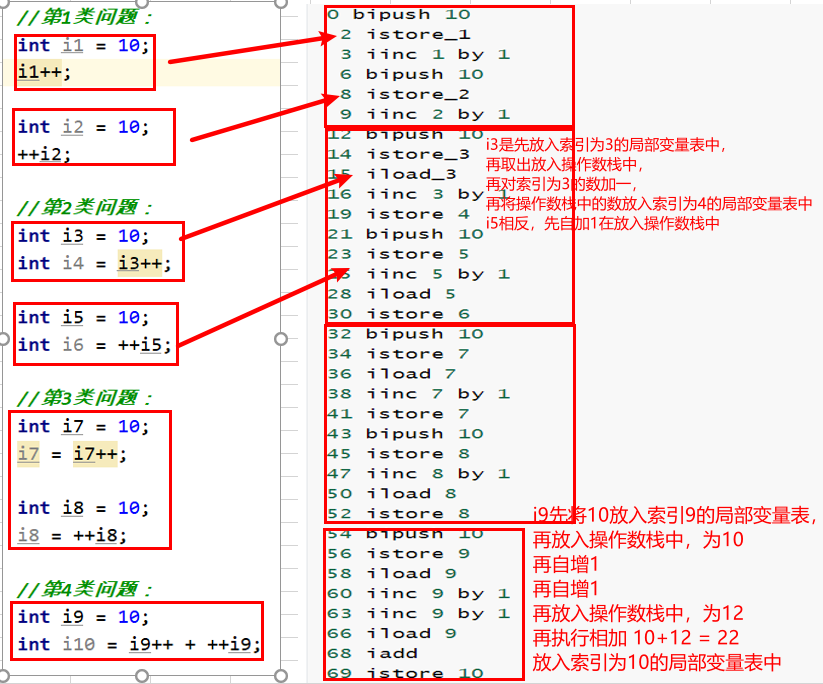 //第1类问题：
int i1 = 10;
i1++;
int i2 = 10;
++i2;
//第2类问题：
int i3 = 10;
int i4 = i3++;
int i5 = 10;
int i6 = ++i5;
//第3类问题：
int i7 = 10;
i7 = i7++;
int i8 = 10;
i8 = ++i8;
//第4类问题：
int i9 = 10;
int i10 = i9++ + ++i9;
0 bipush 10
2 istore_1
3 iinc 1 by 1
6 bipush 10
8 istore_2
9 iinc 2 by 1
12 bipush 10
14 istore_3
15 iload_3
16 iinc 3 by 1
19 istore 4
21 bipush 10
23 istore 5
25 iinc 5 by 1
28 iload 5
30 istore 6
32 bipush 10
34 istore 7
36 iload 7
38 iinc 7 by 1
41 istore 7
43 bipush 10
45 istore 8
47 iinc 8 by 1
50 iload 8
52 istore 8
54 bipush 10
56 istore 9
58 iload 9
60 iinc 9 by 1
63 iinc 9 by 1
66 iload 9
68 iadd
69 istore 10
i3是先放入索引为3的局部变量表中，
再取出放入操作数栈中，
再对索引为3的数加一，
再将操作数栈中的数放入索引为4的局部变量表中
i5相反，先自加1在放入操作数栈中
i9先将10放入索引9的局部变量表，
再放入操作数栈中，为10
再自增1
再自增1
再放入操作数栈中，为12
再执行相加 10+12 = 22
放入索引为10的局部变量表中